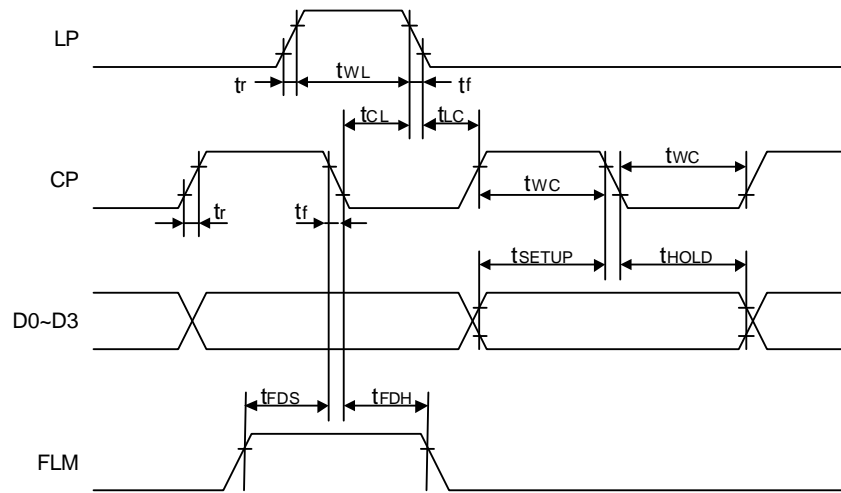 LP
tr
tWL
tf
tCL
tLC
CP
tWC
tWC
tr
tf
tSETUP
tHOLD
D0~D3
tFDS
tFDH
FLM